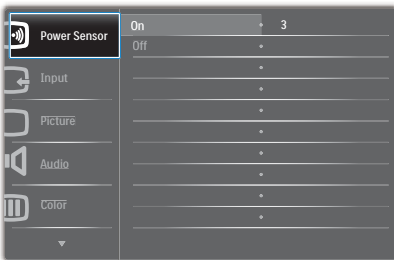 Power Sensor
On 3
Off
Input
Picture
Audio
Color